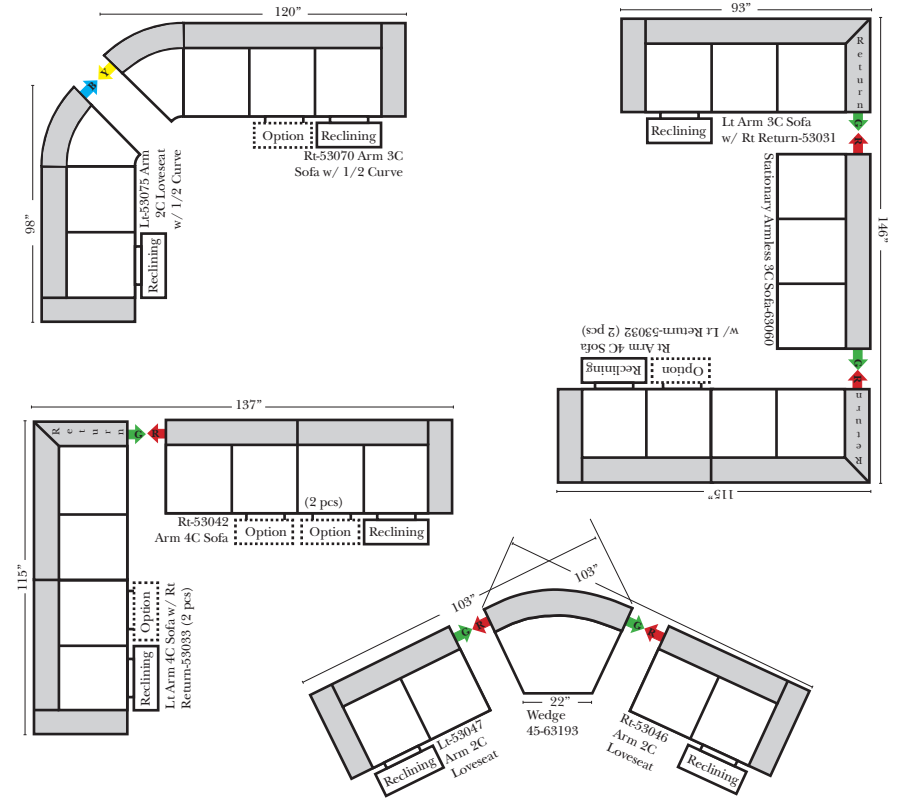 120”
B
Y
Option
Reclining
Rt-53070 Arm 3C
Sofa w/ 1/2 Curve
98”
Lt-53075 Arm
2C Loveseat
w/ 1/2 Curve
Reclining
93”
Return
G
R
Reclining
Lt Arm 3C Sofa
w/ Rt Return-53031
Stationary Armless 3C Sofa-63060
146”
G
R
Rt Arm 4C Sofa
w/ Lt Return-53032 (2 pcs)
Option
Reclining
Return
115”
137”
Return
G
R
(2 pcs)
Rt-53042
Arm 4C Sofa
Option
Option
Reclining
115”
Option
Reclining
Lt Arm 4C Sofa w/ Rt
Return-53033 (2 pcs)
103”
103”
G
R
G
R
22”
Wedge
45-63193
Lt-53047
Arm 2C
Loveseat
Reclining
Rt-53046
Arm 2C
Loveseat
Reclining